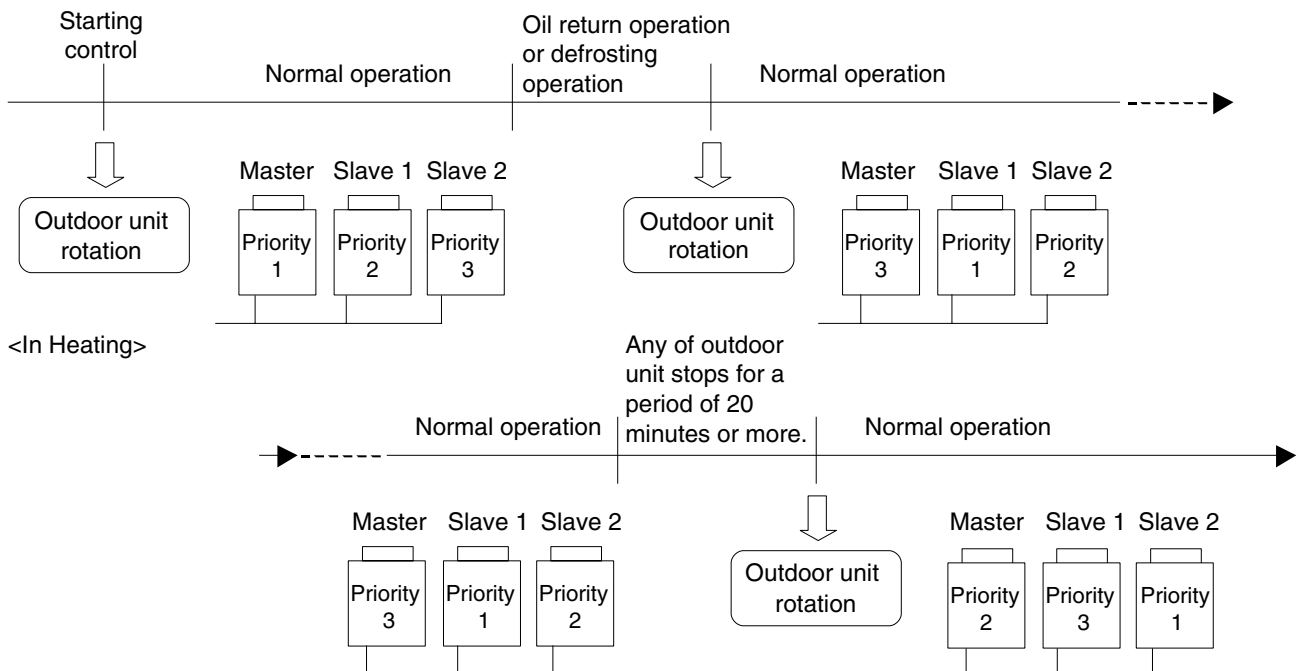 Starting
control
Normal operation
Oil return operation
or defrosting
operation
Normal operation
Outdoor unit
rotation
Master Slave 1 Slave 2
Priority
1
Priority
2
Priority
3
Outdoor unit
rotation
Master Slave 1 Slave 2
Priority
3
Priority
1
Priority
2
<In Heating>
Normal operation
Any of outdoor
unit stops for a
period of 20
minutes or more.
Normal operation
Master Slave 1 Slave 2
Priority
3
Priority
1
Priority
2
Outdoor unit
rotation
Master Slave 1 Slave 2
Priority
2
Priority
3
Priority
1